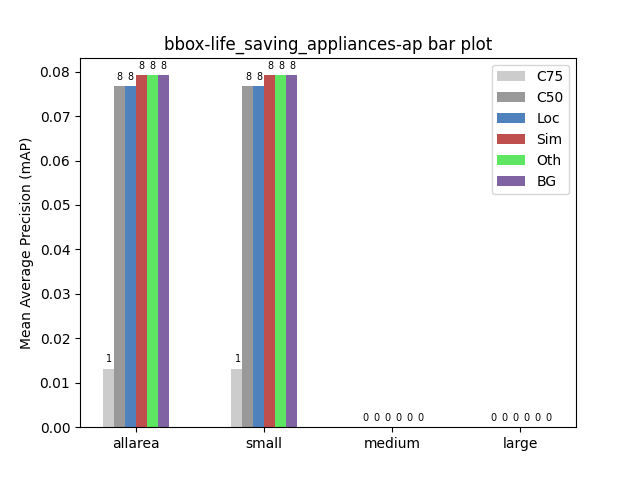 bbox-life_saving_appliances-ap bar plot
Mean Average Precision (mAP)
0.08
0.07
0.06
0.05
0.04
0.03
0.02
0.01
0.00
1 8 8 8 8 8
1 8 8 8 8 8
0 0 0 0 0 0
0 0 0 0 0 0
allarea small medium large
C75
C50
Loc
Sim
Oth
BG